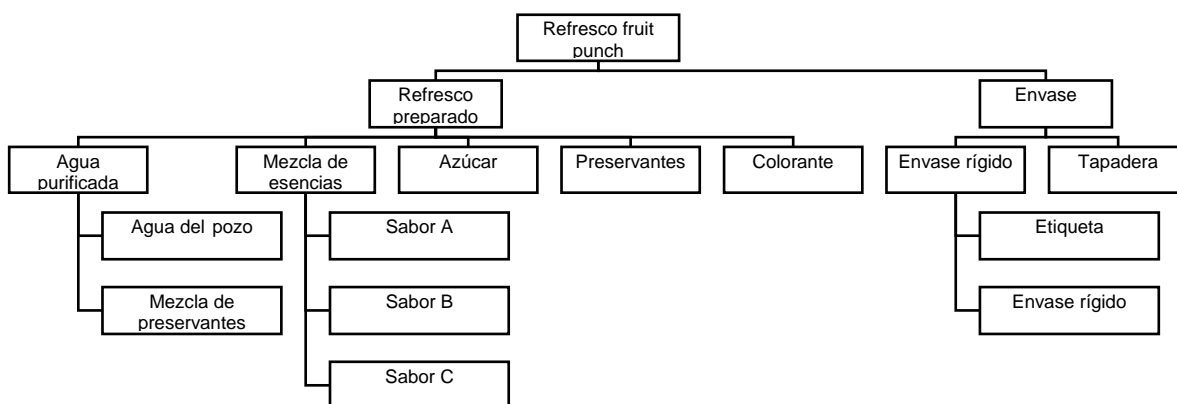 Refresco fruit
punch
Refresco
preparado
Envase
Agua
purificada
Mezcla de
esencias
Azúcar
Preservantes
Colorante
Envase rígido
Tapadera
Agua del pozo
Sabor A
Etiqueta
Mezcla de
preservantes
Sabor B
Envase rígido
Sabor C